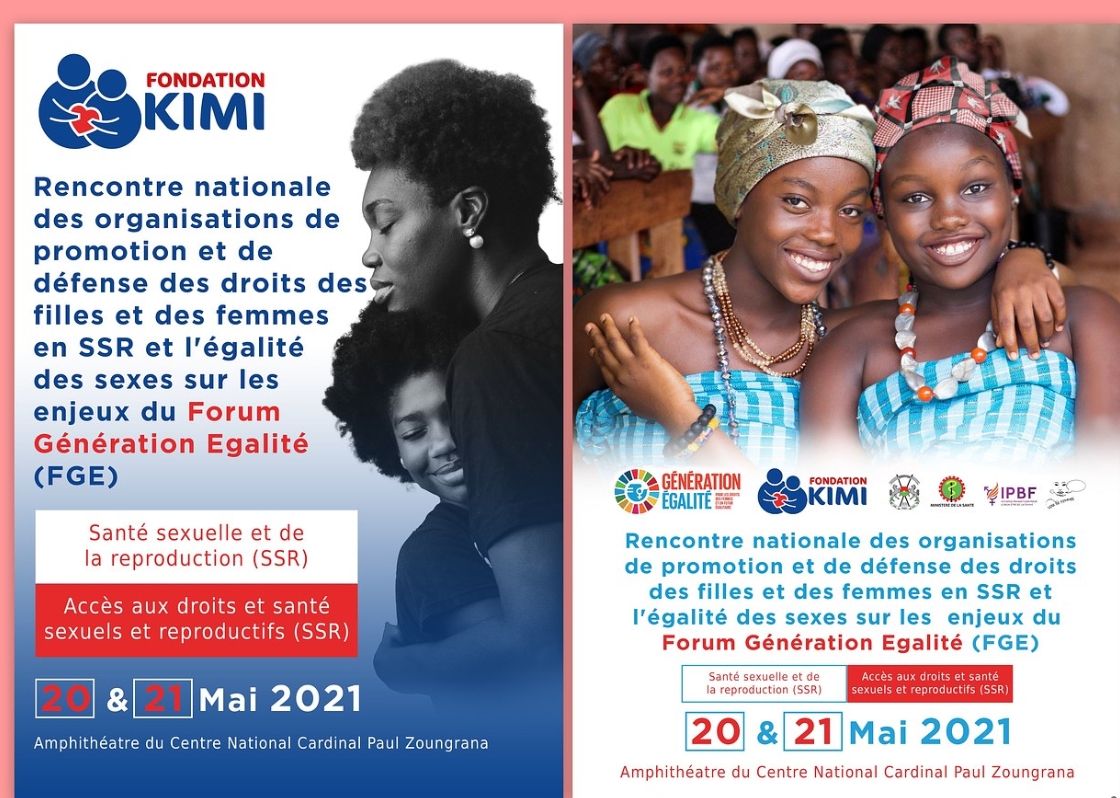 FONDATION
KIMI
Rencontre nationale
des organisations de
promotion et de
défense des droits des
filles et des femmes
en SSR et l'égalité
des sexes sur les
enjeux du Forum
Génération Egalité
(FGE)
Santé sexuelle et de
la reproduction (SSR)
Accès aux droits et santé
sexuels et reproductifs (SSR)
20 & 21 Mai 2021
Amphithéatre du Centre National Cardinal Paul Zoungrana
GÉNÉRATION
ÉGALITÉ
FONDATION
KIMI
MINISTERE DE LA SANTE
IPBF
Rencontre nationale des organisations
de promotion et de défense des droits
des filles et des femmes en SSR et
l'égalité des sexes sur les enjeux du
Forum Génération Egalité (FGE)
Santé sexuelle et de
la reproduction (SSR)
Accès aux droits et santé
sexuels et reproductifs (SSR)
20 & 21 Mai 2021
Amphithéatre du Centre National Cardinal Paul Zoungrana